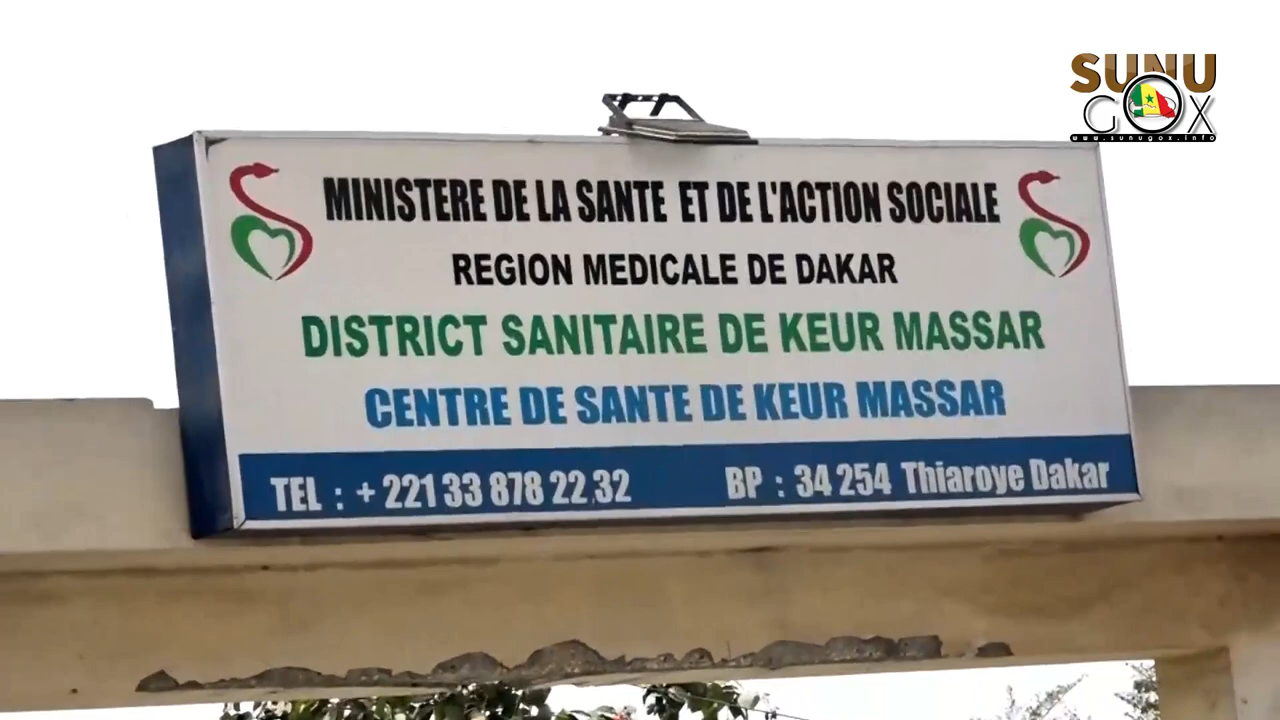 SUNU
GOX
www.sunugox.info
MINISTERE DE LA SANTE ET DE L'ACTION SOCIALE
REGION MEDICALE DE DAKAR
DISTRICT SANITAIRE DE KEUR MASSAR
CENTRE DE SANTE DE KEUR MASSAR
TEL : + 221 33 878 22 32 BP : 34 254 Thiaroye Dakar